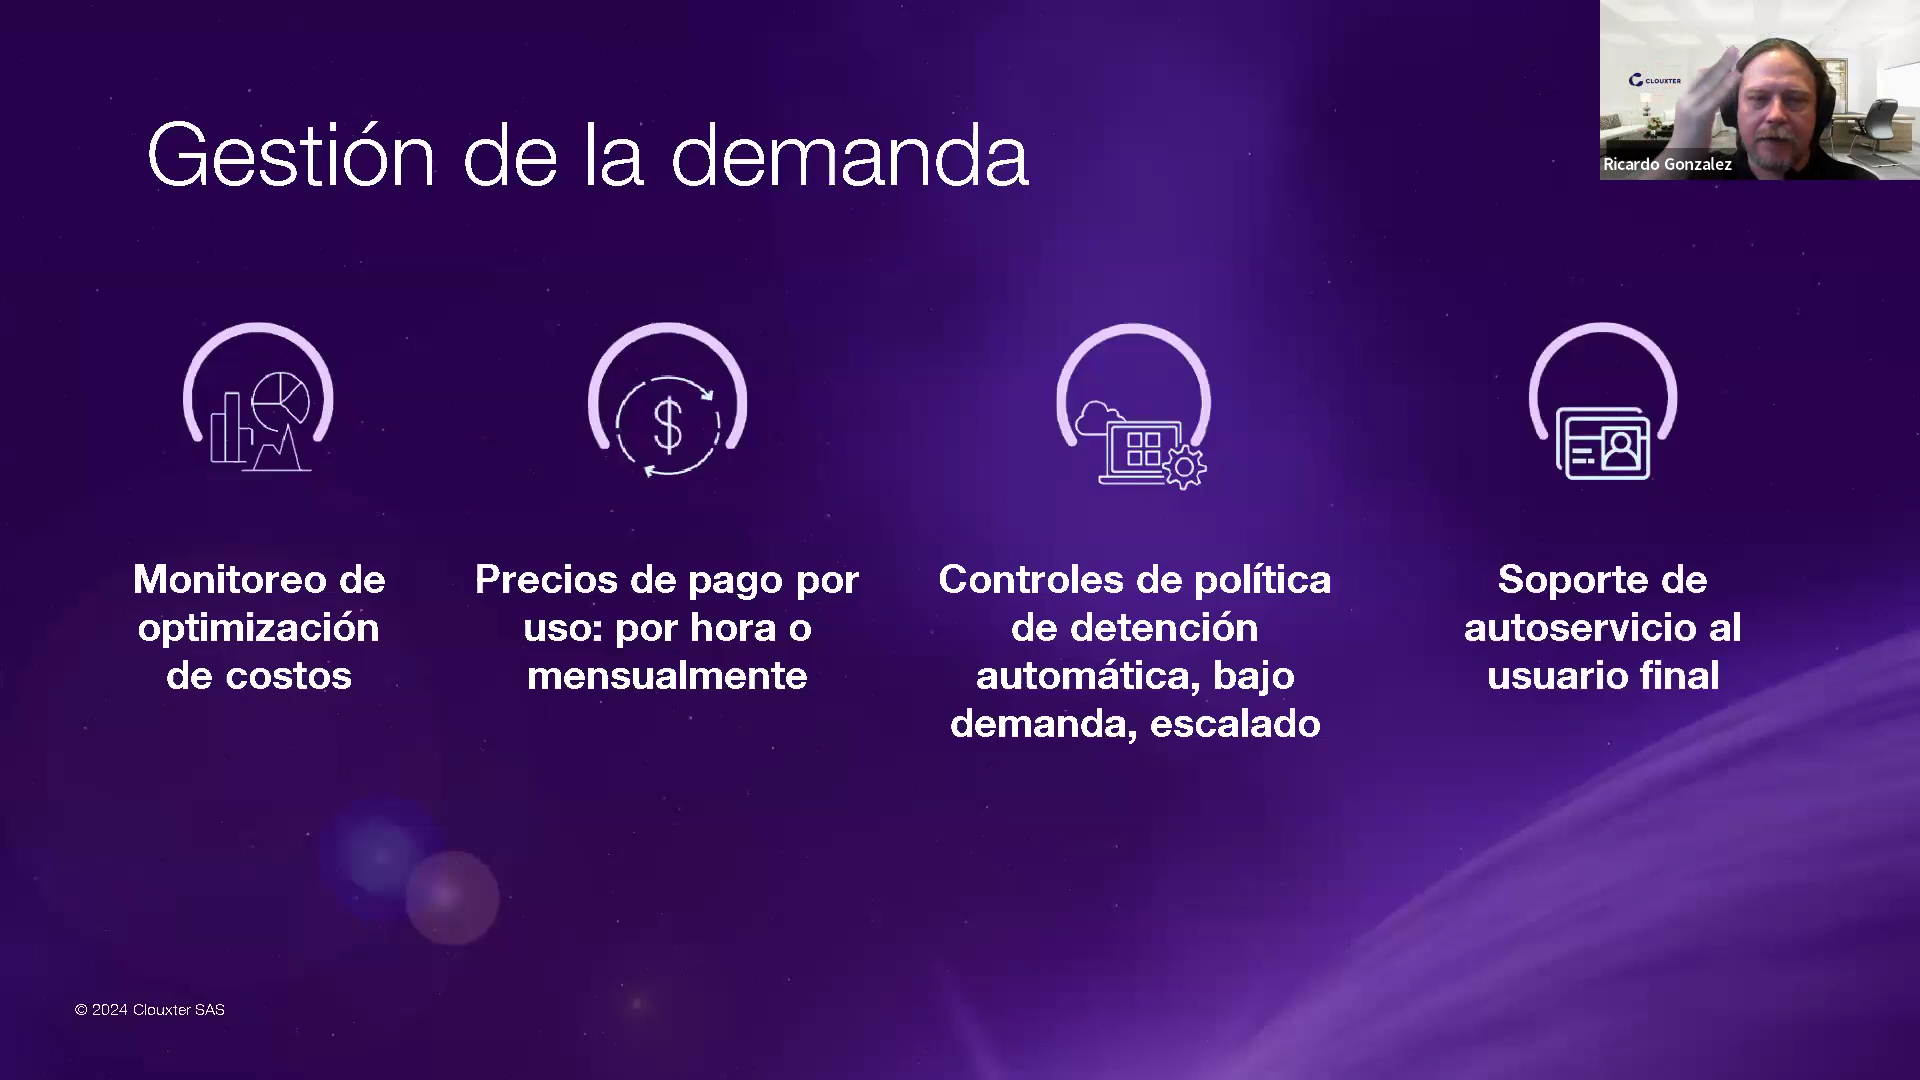 CLOUXTER
Ricardo Gonzalez
Gestión de la demanda
Monitoreo de
optimización
de costos
Precios de pago por
uso: por hora o
mensualmente
Controles de política
de detención
automática, bajo
demanda, escalado
Soporte de
autoservicio al
usuario final
© 2024 Clouxter SAS